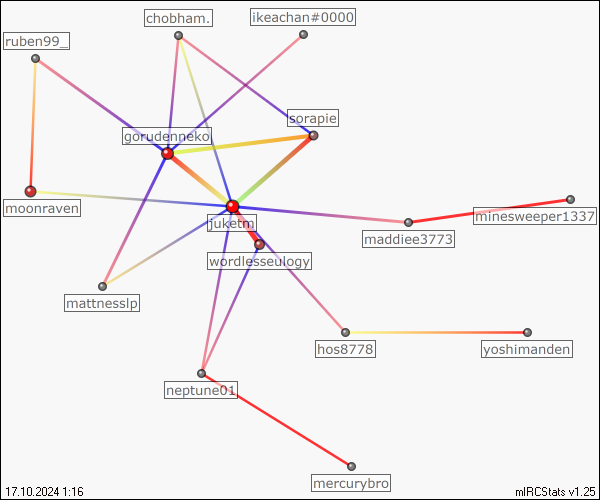 chobham.
ikeachan#0000
ruben99_
sorapie
gorudenneko
moonraven
minesweeper1337
juketm
maddiee3773
wordlesseulogy
mattnesslp
hos8778
yoshimanden
neptune01
mercurybro
17.10.2024 1:16
mIRCStats v1.25